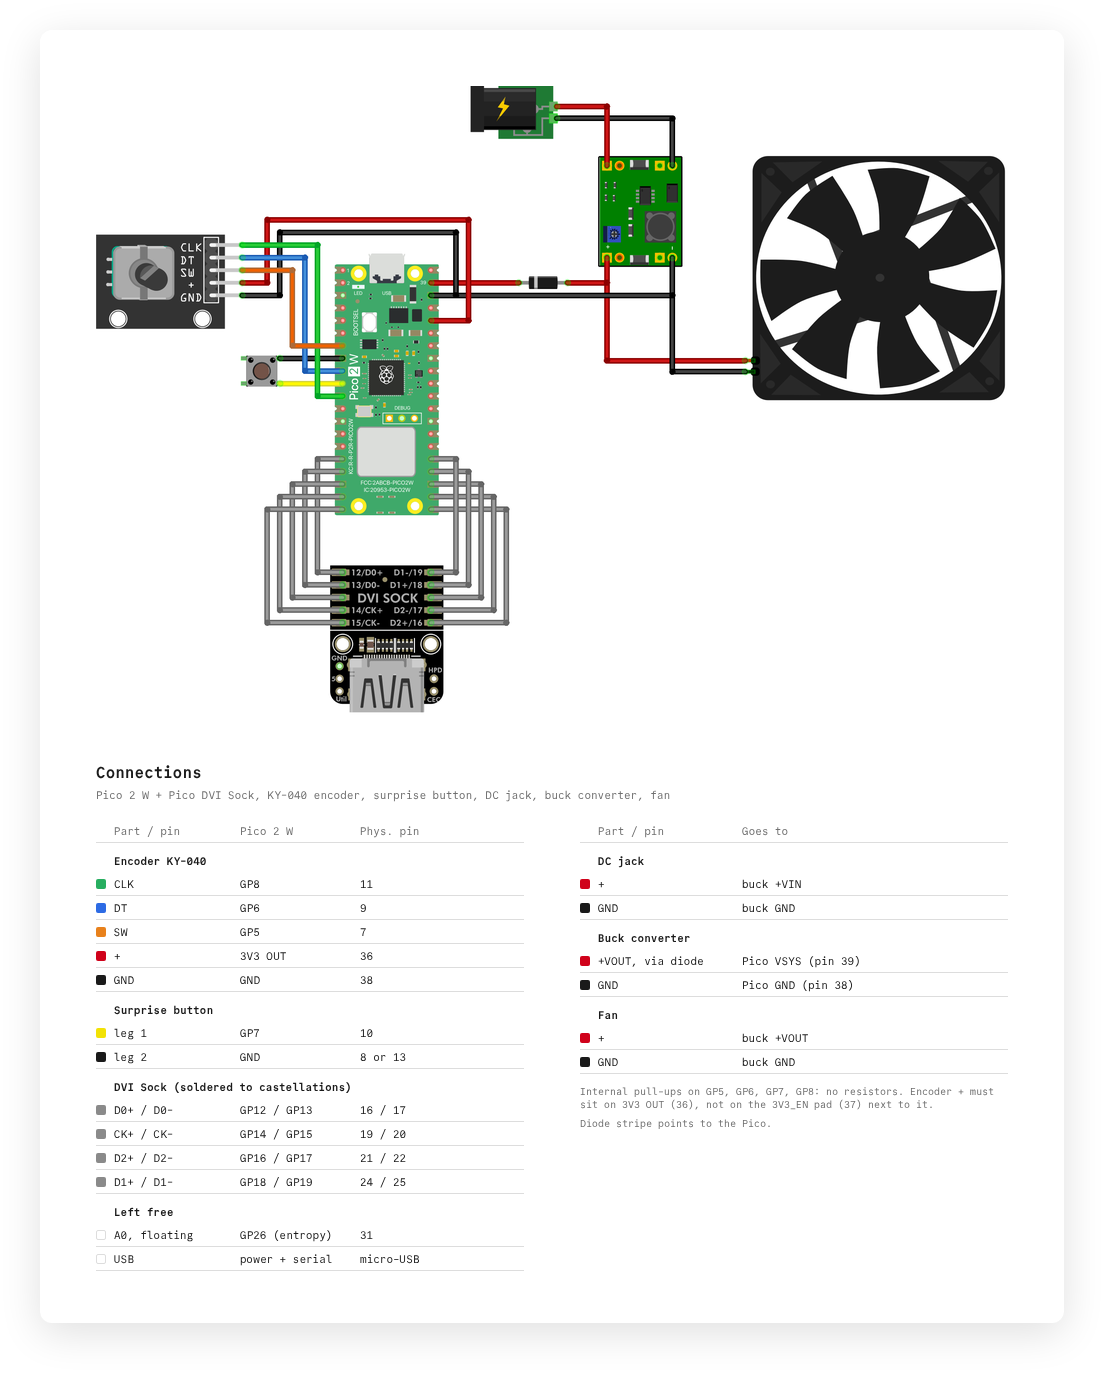 CLK
DT
SW
+
GND
LED
USB
BOOTSEL
Pico 2 W
DEBUG
FCC:2ABCB-PICO2W
IC:20953-PICO2W
12/D0+ D1-/19
13/D0- D1+/18
DVI SOCK
14/CK+ D2-/17
15/CK- D2+/16
GND
HPD
5
Util
CEC
Connections
Pico 2 W + Pico DVI Sock, KY-040 encoder, surprise button, DC jack, buck converter, fan
Part / pin Pico 2 W Phys. pin
Encoder KY-040
CLK GP8 11
DT GP6 9
SW GP5 7
+ 3V3 OUT 36
GND GND 38
Surprise button
leg 1 GP7 10
leg 2 GND 8 or 13
DVI Sock (soldered to castellations)
D0+ / D0- GP12 / GP13 16 / 17
CK+ / CK- GP14 / GP15 19 / 20
D2+ / D2- GP16 / GP17 21 / 22
D1+ / D1- GP18 / GP19 24 / 25
Left free
A0, floating GP26 (entropy) 31
USB power + serial micro-USB
Part / pin Goes to
DC jack
+ buck +VIN
GND buck GND
Buck converter
+VOUT, via diode Pico VSYS (pin 39)
GND Pico GND (pin 38)
Fan
+ buck +VOUT
GND buck GND
Internal pull-ups on GP5, GP6, GP7, GP8: no resistors. Encoder + must
sit on 3V3 OUT (36), not on the 3V3_EN pad (37) next to it.
Diode stripe points to the Pico.